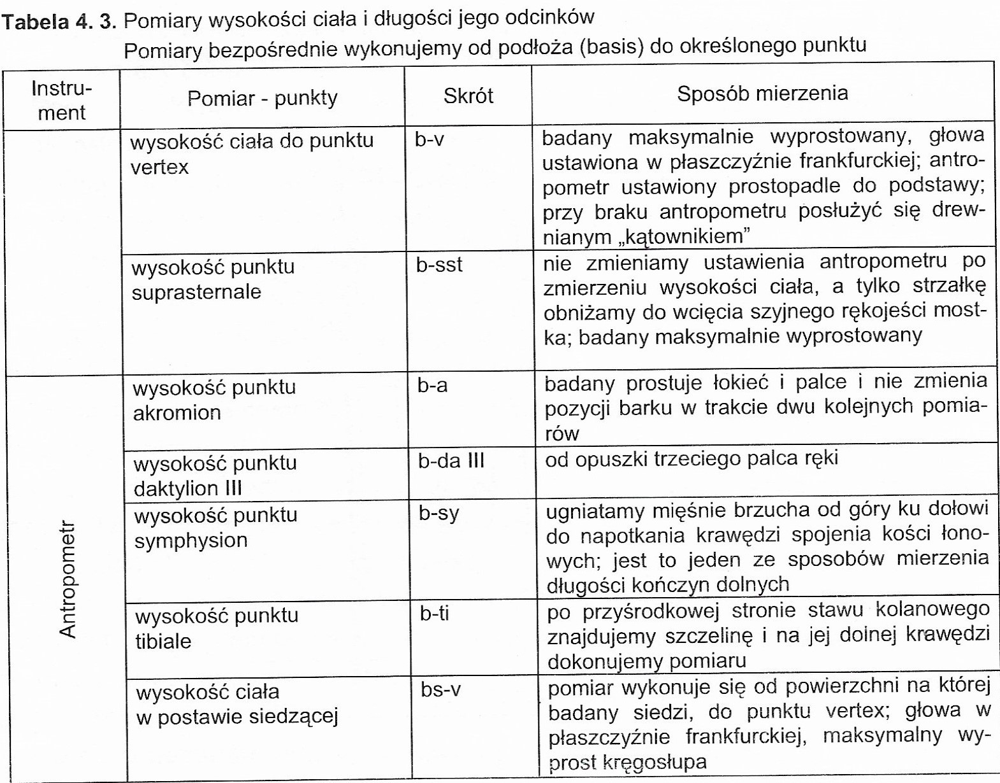 Tabela 4. 3. Pomiary wysokości ciała i długości jego odcinków
Pomiary bezpośrednie wykonujemy od podłoża (basis) do określonego punktu
Instru-
ment
Pomiar - punkty
Skrót
Sposób mierzenia
wysokość ciała do punktu
vertex
b-v
badany maksymalnie wyprostowany, głowa
ustawiona w płaszczyźnie frankfurckiej; antro-
pometr ustawiony prostopadle do podstawy;
przy braku antropometru posłużyć się drew-
nianym „kątownikiem”
wysokość punktu
suprasternale
b-sst
nie zmieniamy ustawienia antropometru po
zmierzeniu wysokości ciała, a tylko strzałkę
obniżamy do wcięcia szyjnego rękojeści most-
ka; badany maksymalnie wyprostowany
Antropometr
wysokość punktu
akromion
b-a
badany prostuje łokieć i palce i nie zmienia
pozycji barku w trakcie dwu kolejnych pomia-
rów
wysokość punktu
daktylion III
b-da III
od opuszki trzeciego palca ręki
wysokość punktu
symphysion
b-sy
ugniatamy mięśnie brzucha od góry ku dołowi
do napotkania krawędzi spojenia kości łono-
wych; jest to jeden ze sposobów mierzenia
długości kończyn dolnych
wysokość punktu
tibiale
b-ti
po przyśrodkowej stronie stawu kolanowego
znajdujemy szczelinę i na jej dolnej krawędzi
dokonujemy pomiaru
wysokość ciała
w postawie siedzącej
bs-v
pomiar wykonuje się od powierzchni na której
badany siedzi, do punktu vertex; głowa w
płaszczyźnie frankfurckiej, maksymalny wy-
prost kręgosłupa